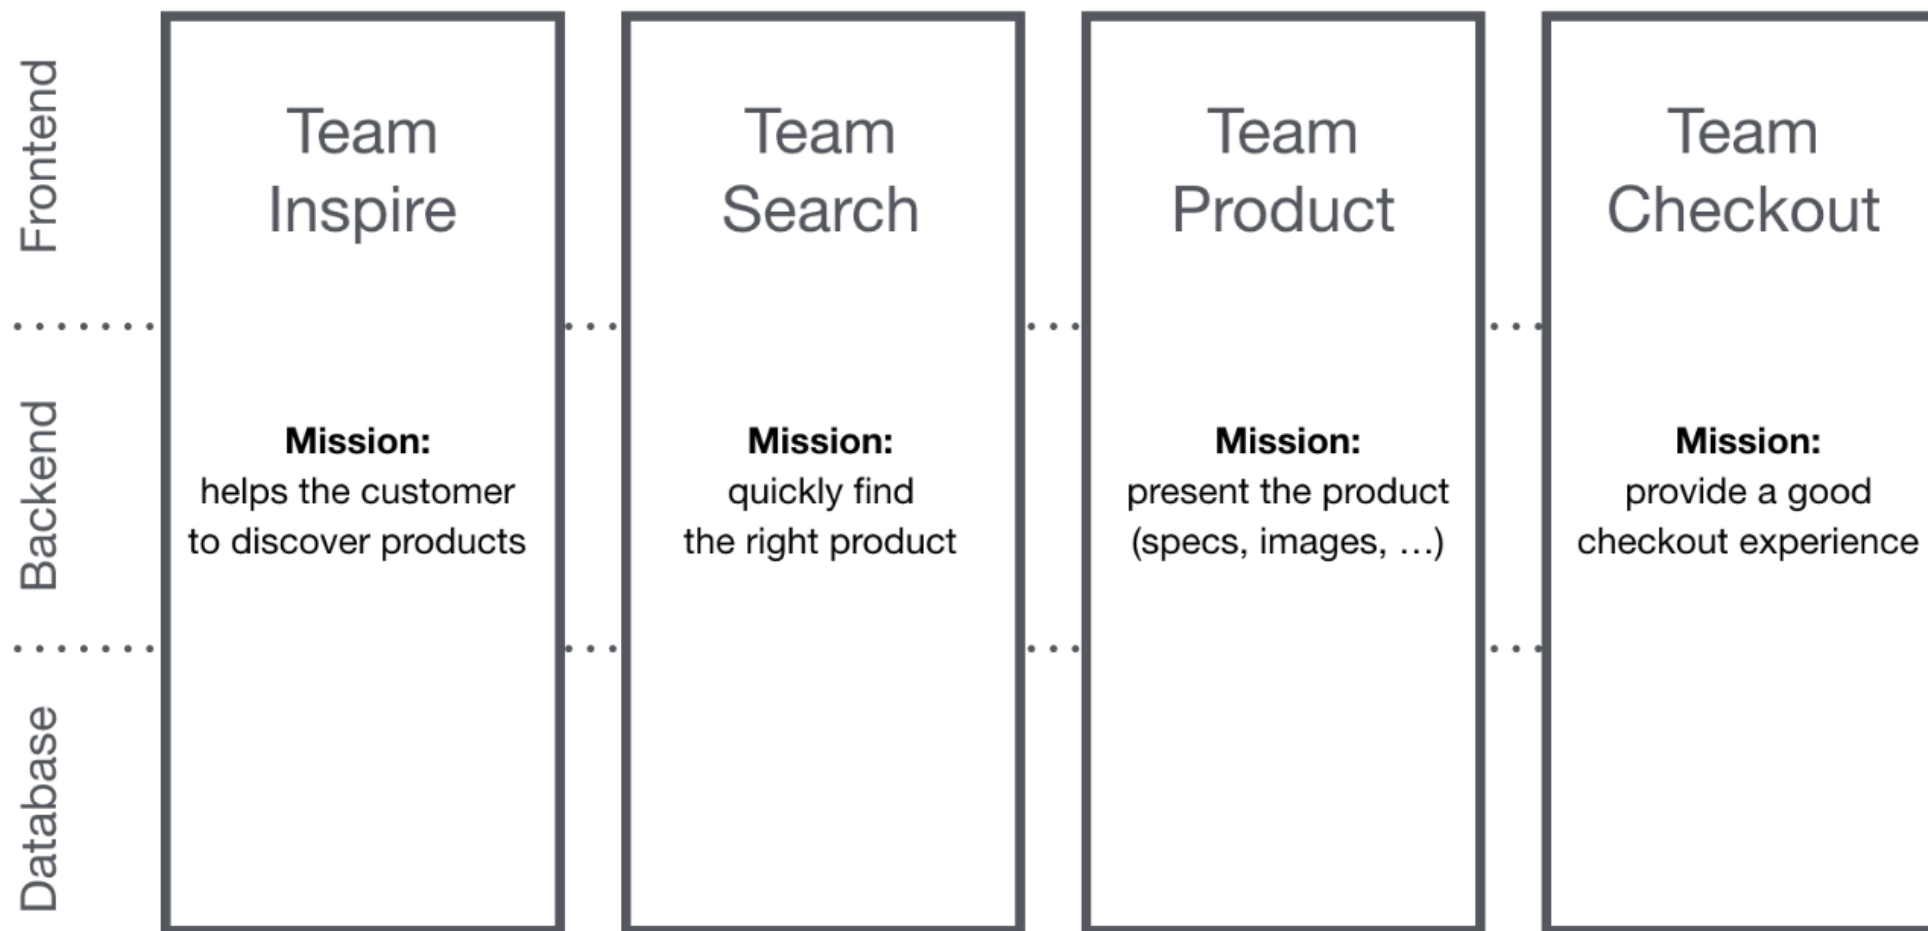 Frontend
Team
Inspire
Team
Search
Team
Product
Team
Checkout
Backend
Mission:
helps the customer
to discover products
Mission:
quickly find
the right product
Mission:
present the product
(specs, images, …)
Mission:
provide a good
checkout experience
Database